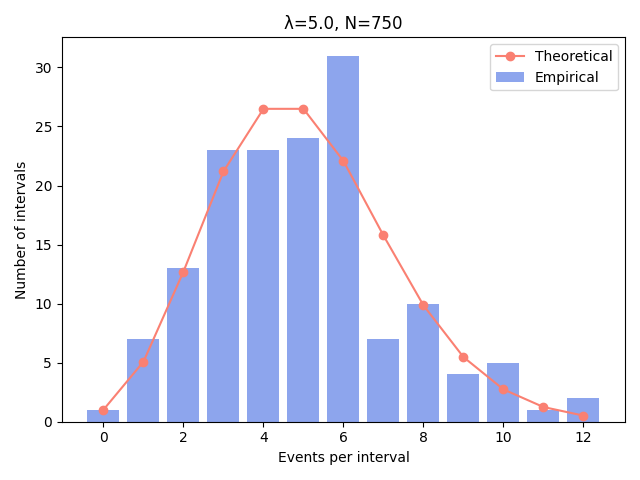 λ=5.0, N=750
Theoretical
Empirical
Number of intervals
30
25
20
15
10
5
0
0 2 4 6 8 10 12
Events per interval